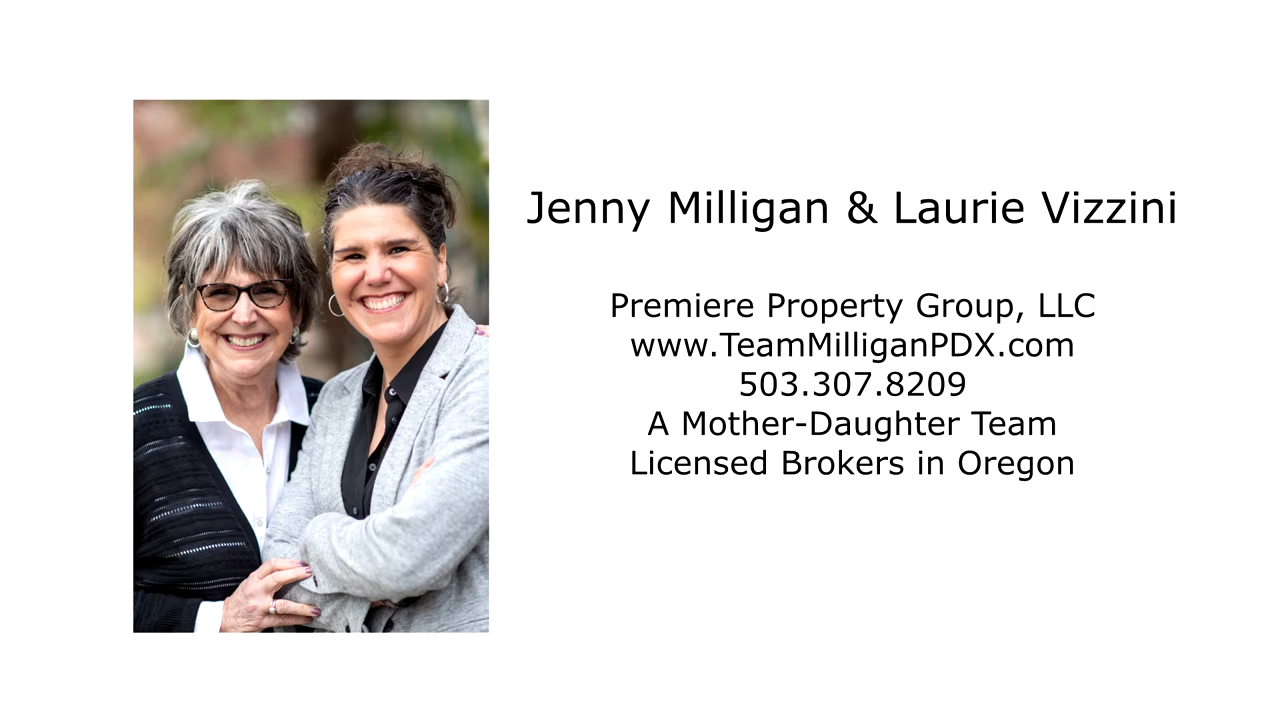 Jenny Milligan & Laurie Vizzini
Premiere Property Group, LLC
www.TeamMilliganPDX.com
503.307.8209
A Mother-Daughter Team
Licensed Brokers in Oregon